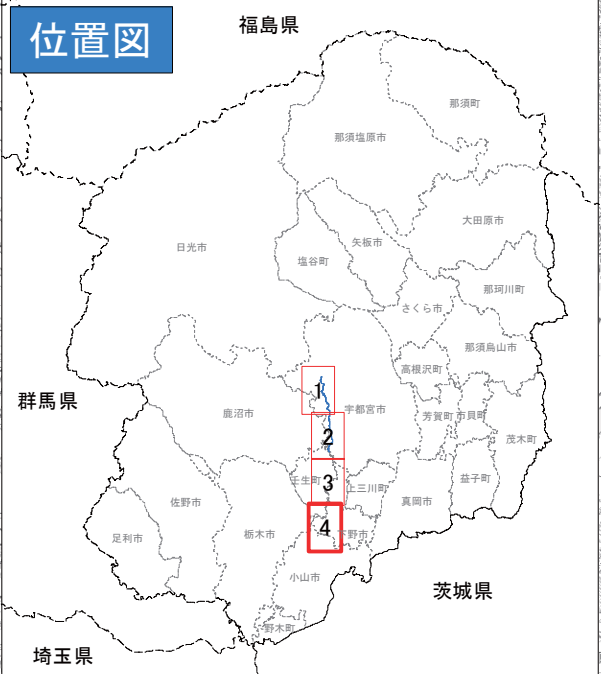 位置図
福島県
那須町
那須塩原市
大田原市
矢板市
日光市
塩谷町
那珂川町
さくら市
那須烏山市
高根沢町
1
群馬県
鹿沼市
宇都宮市
芳賀町
市貝町
茂木町
2
益子町
壬生町
3
上三川町
真岡市
佐野市
4
下野市
足利市
栃木市
小山市
茨城県
野木町
埼玉県